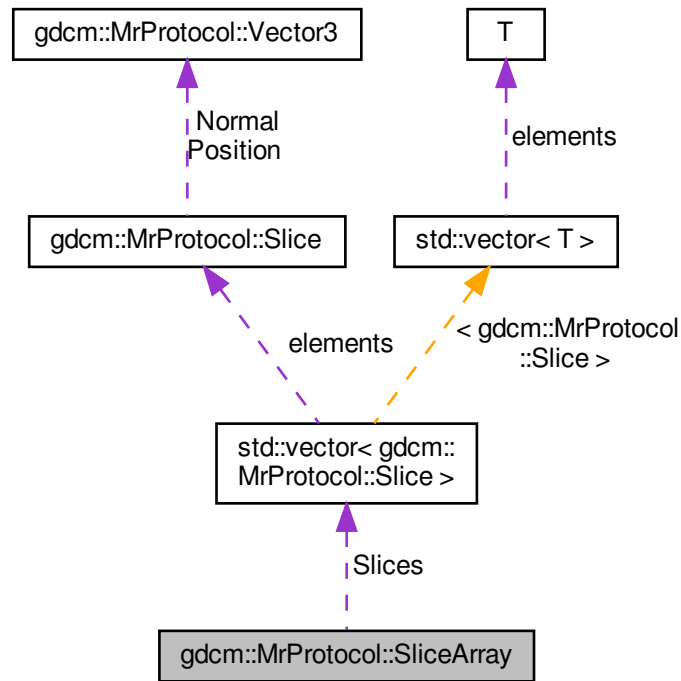 gdcm::MrProtocol::Vector3
T
Normal
Position
elements
gdcm::MrProtocol::Slice
std::vector< T >
elements
< gdcm::MrProtocol
::Slice >
std::vector< gdcm::
MrProtocol::Slice >
Slices
gdcm::MrProtocol::SliceArray